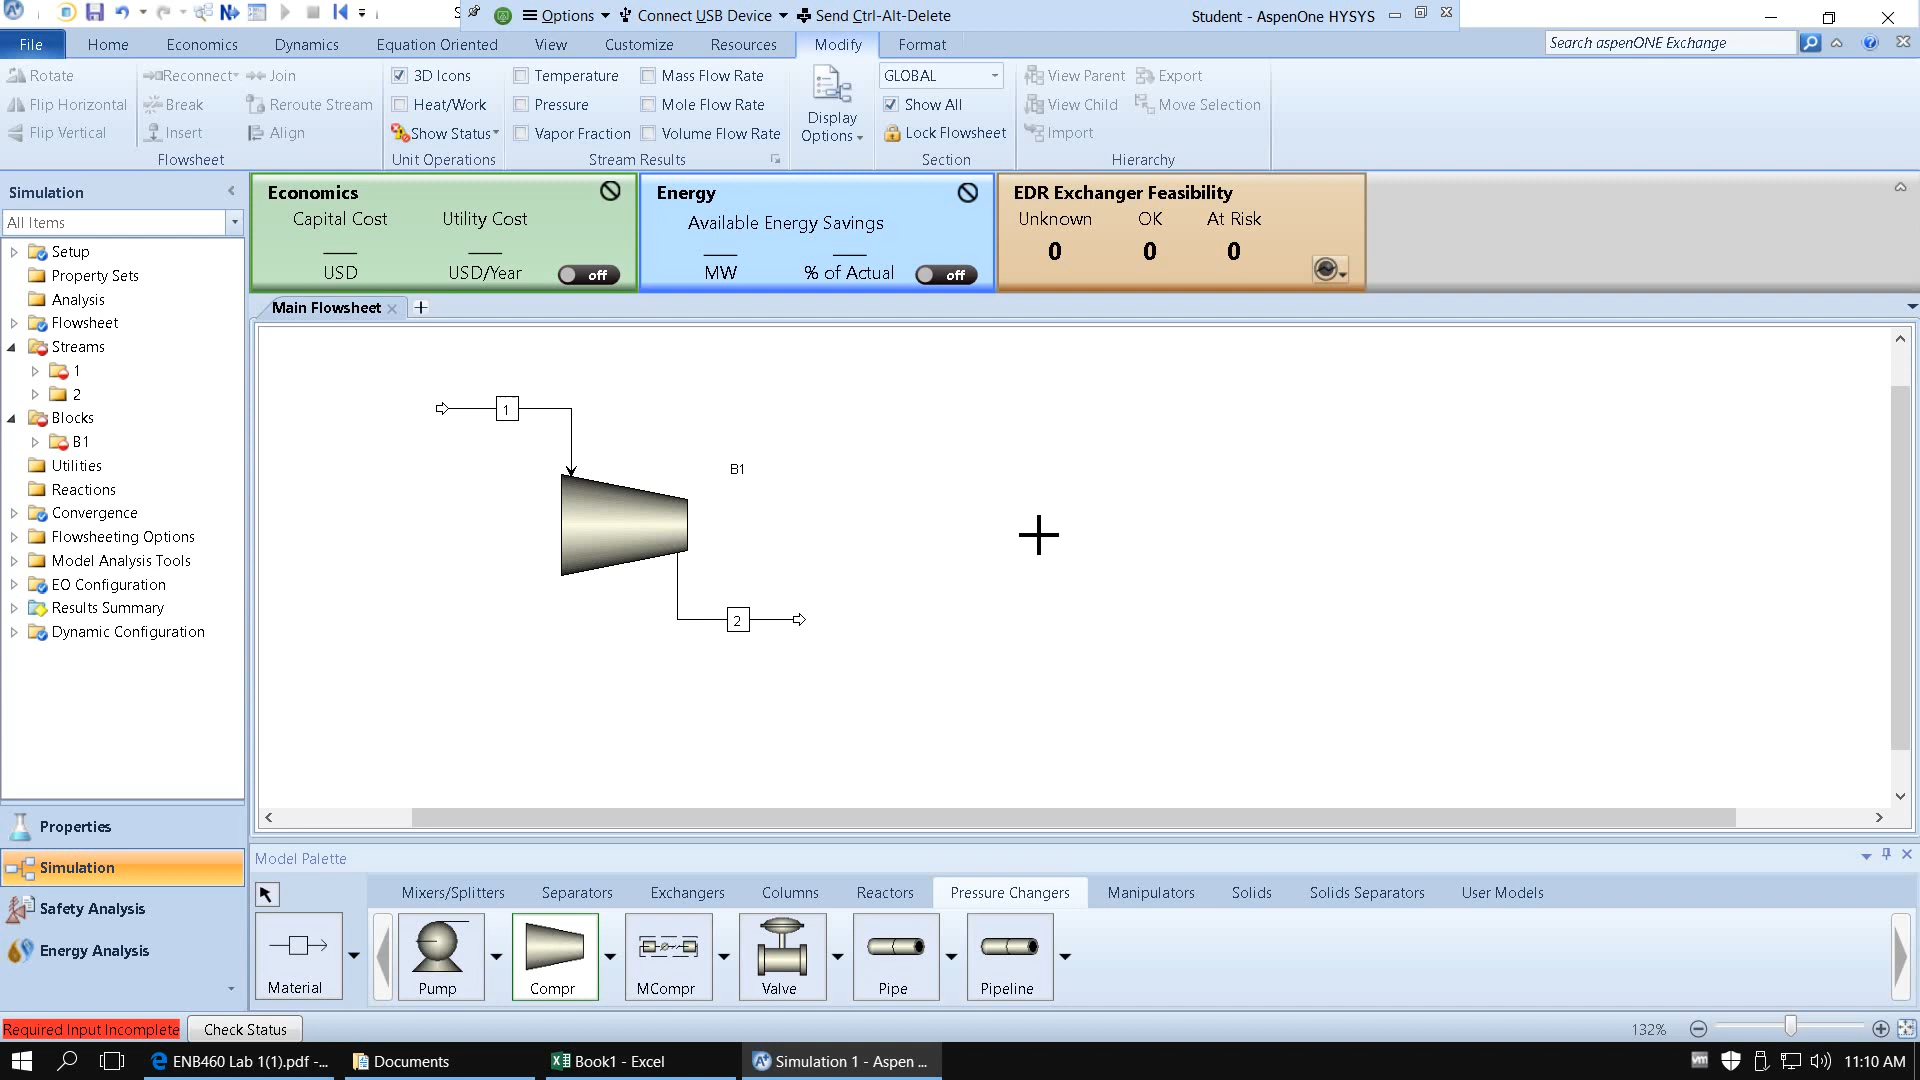 Options Connect USB Device Send Ctrl-Alt-Delete Student - AspenOne HYSYS
File Home Economics Dynamics Equation Oriented View Customize Resources Modify Format Search aspenONE Exchange
Rotate Reconnect Join 3D Icons Temperature Mass Flow Rate GLOBAL View Parent Export
Flip Horizontal Break Reroute Stream Heat/Work Pressure Mole Flow Rate Display Options Show All View Child Move Selection
Flip Vertical Insert Align Show Status Vapor Fraction Volume Flow Rate Lock Flowsheet Import
Flowsheet Unit Operations Stream Results Section Hierarchy
Simulation
All Items
Setup
Property Sets
Analysis
Flowsheet
Streams
1
2
Blocks
B1
Utilities
Reactions
Convergence
Flowsheeting Options
Model Analysis Tools
EO Configuration
Results Summary
Dynamic Configuration
Properties
Simulation
Safety Analysis
Energy Analysis
Economics
Capital Cost Utility Cost
USD USD/Year off
Energy
Available Energy Savings
MW % of Actual off
EDR Exchanger Feasibility
Unknown OK At Risk
0 0 0
Main Flowsheet
1
B1
2
Model Palette
Mixers/Splitters Separators Exchangers Columns Reactors Pressure Changers Manipulators Solids Solids Separators User Models
Material Pump Compr MCompr Valve Pipe Pipeline
Required Input Incomplete Check Status 132%
ENB460 Lab 1(1).pdf -... Documents Book1 - Excel Simulation 1 - Aspen ... vm 11:10 AM